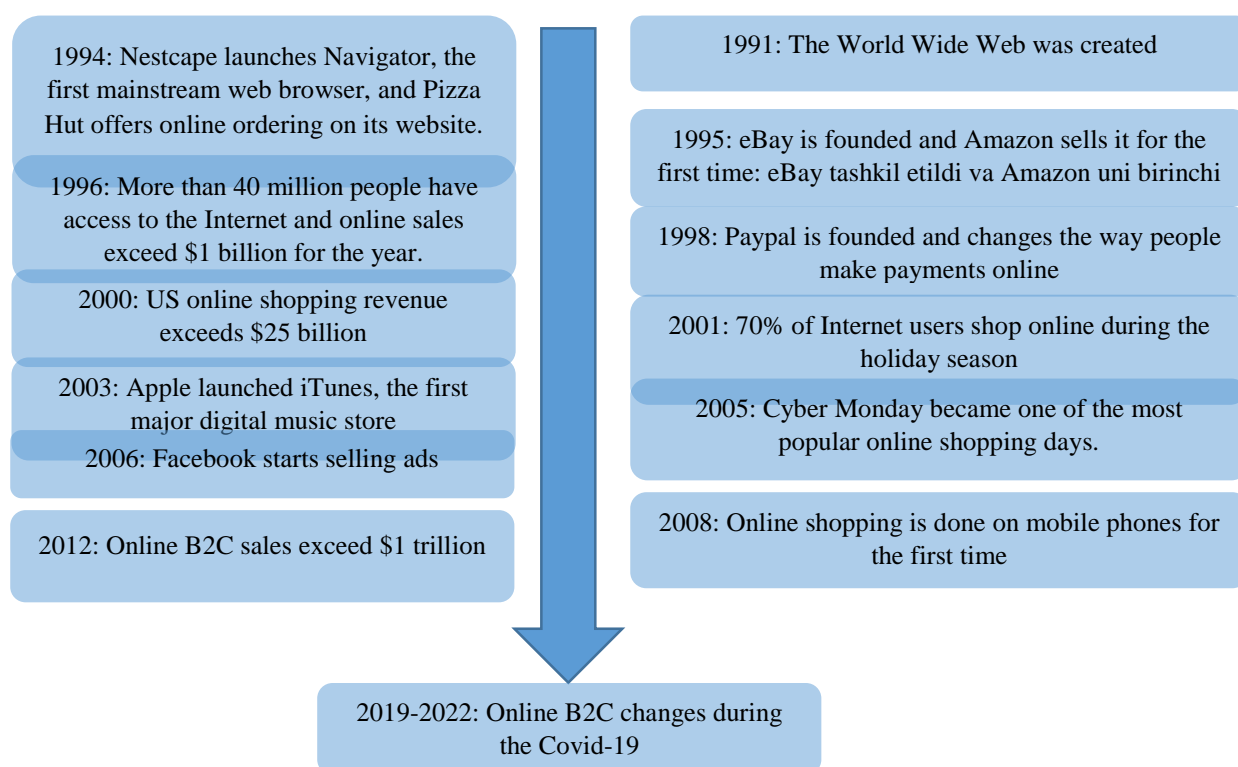 1994: Nestcape launches Navigator, the
first mainstream web browser, and Pizza
Hut offers online ordering on its website.
1996: More than 40 million people have
access to the Internet and online sales
exceed $1 billion for the year.
2000: US online shopping revenue
exceeds $25 billion
2003: Apple launched iTunes, the first
major digital music store
2006: Facebook starts selling ads
2012: Online B2C sales exceed $1 trillion
1991: The World Wide Web was created
1995: eBay is founded and Amazon sells it for the
first time: eBay tashkil etildi va Amazon uni birinchi
1998: Paypal is founded and changes the way people
make payments online
2001: 70% of Internet users shop online during the
holiday season
2005: Cyber Monday became one of the most
popular online shopping days.
2008: Online shopping is done on mobile phones for
the first time
2019-2022: Online B2C changes during
the Covid-19